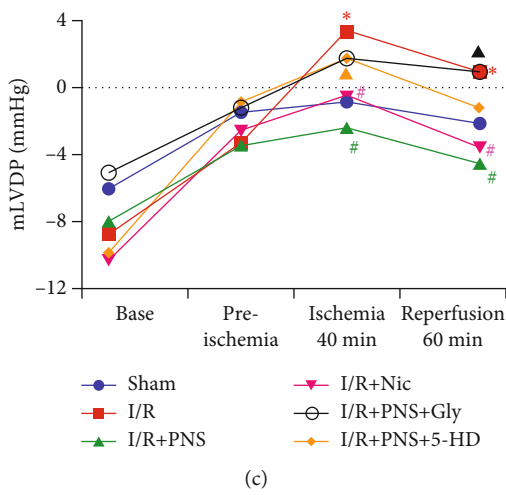 4
0
−4
−8
−12
mLVDP (mmHg)
*
*
#
#
#
#
Base
Pre-
ischemia
Ischemia
40 min
Reperfusion
60 min
Sham
I/R
I/R+PNS
I/R+Nic
I/R+PNS+Gly
I/R+PNS+5-HD
(c)